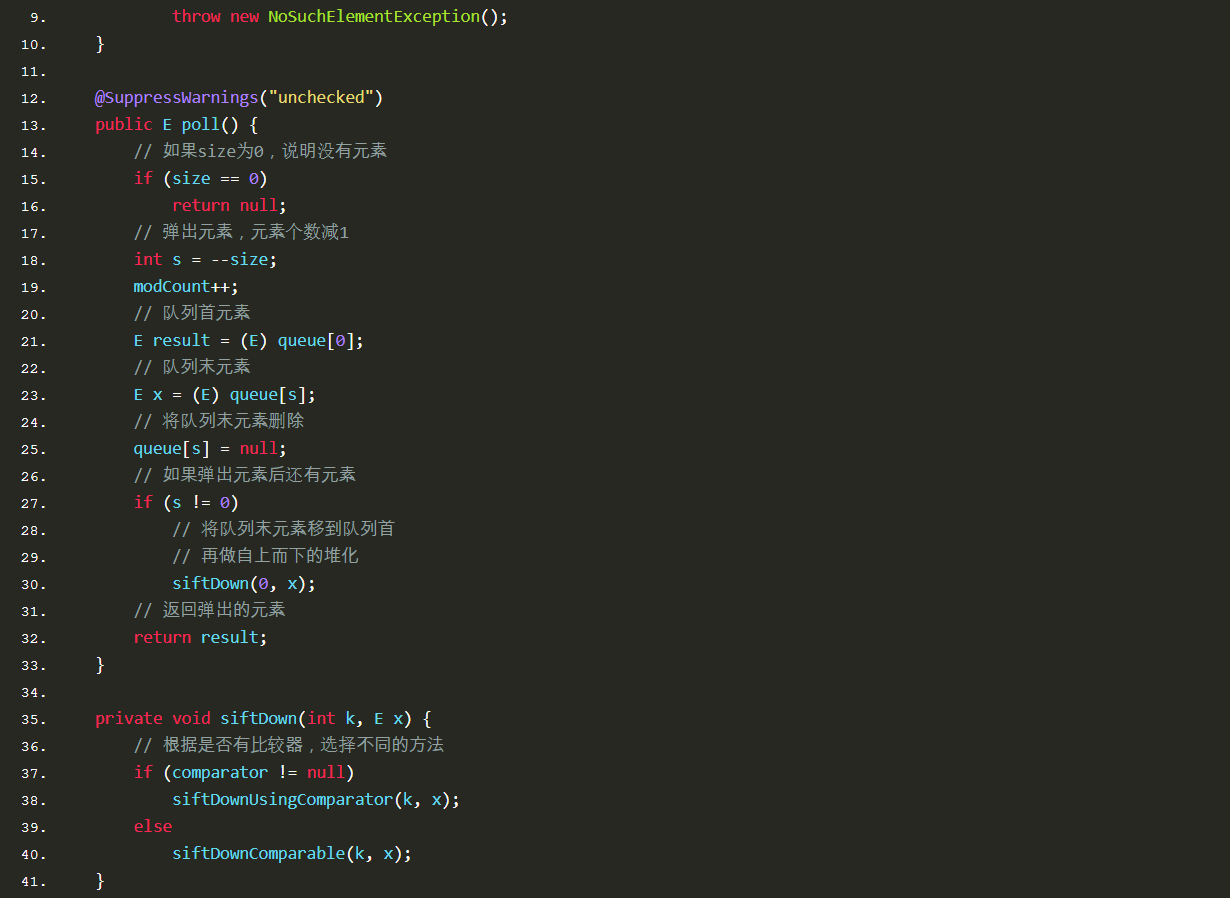 9.             throw new NoSuchElementException();
10.     }
11.
12.     @SuppressWarnings("unchecked")
13.     public E poll() {
14.         // 如果size为0，说明没有元素
15.         if (size == 0)
16.             return null;
17.         // 弹出元素，元素个数减1
18.         int s = --size;
19.         modCount++;
20.         // 队列首元素
21.         E result = (E) queue[0];
22.         // 队列末元素
23.         E x = (E) queue[s];
24.         // 将队列末元素删除
25.         queue[s] = null;
26.         // 如果弹出元素后还有元素
27.         if (s != 0)
28.             // 将队列末元素移到队列首
29.             // 再做自上而下的堆化
30.             siftDown(0, x);
31.         // 返回弹出的元素
32.         return result;
33.     }
34.
35.     private void siftDown(int k, E x) {
36.         // 根据是否有比较器，选择不同的方法
37.         if (comparator != null)
38.             siftDownUsingComparator(k, x);
39.         else
40.             siftDownComparable(k, x);
41.     }